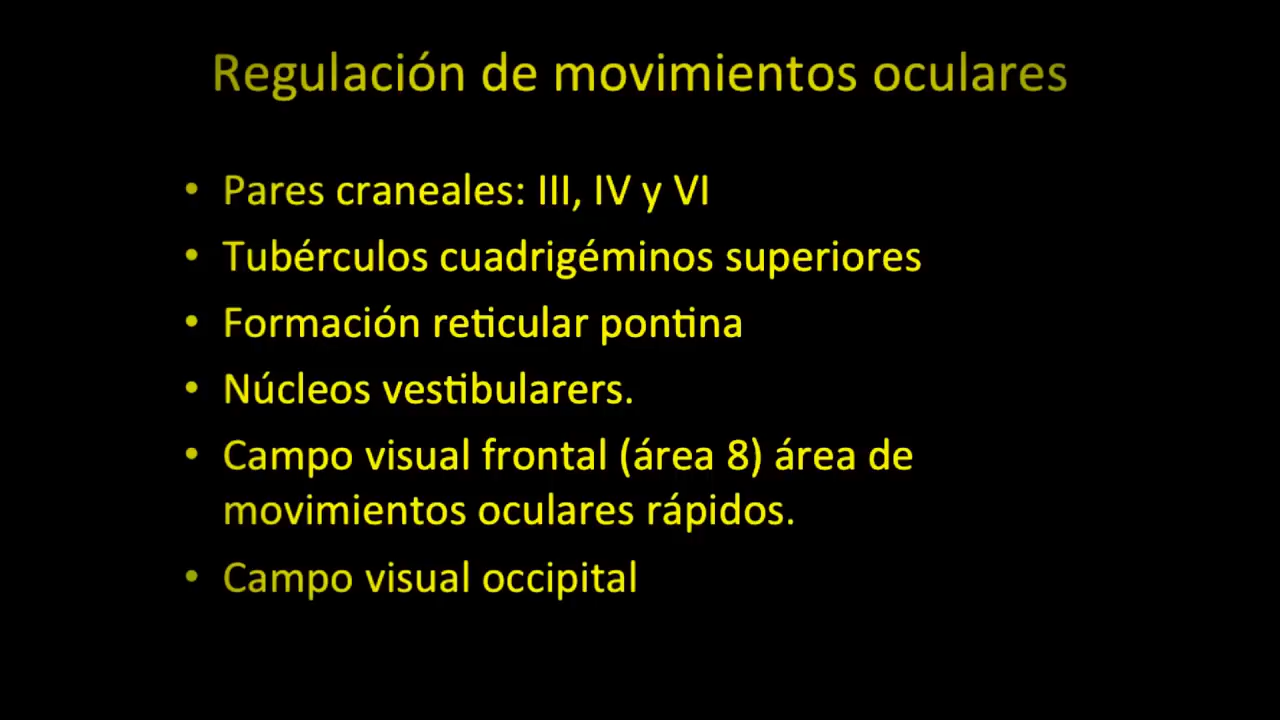 Regulación de movimientos oculares
• Pares craneales: III, IV y VI
• Tubérculos cuadrigéminos superiores
• Formación reticular pontina
• Núcleos vestibularers.
• Campo visual frontal (área 8) área de
movimientos oculares rápidos.
• Campo visual occipital